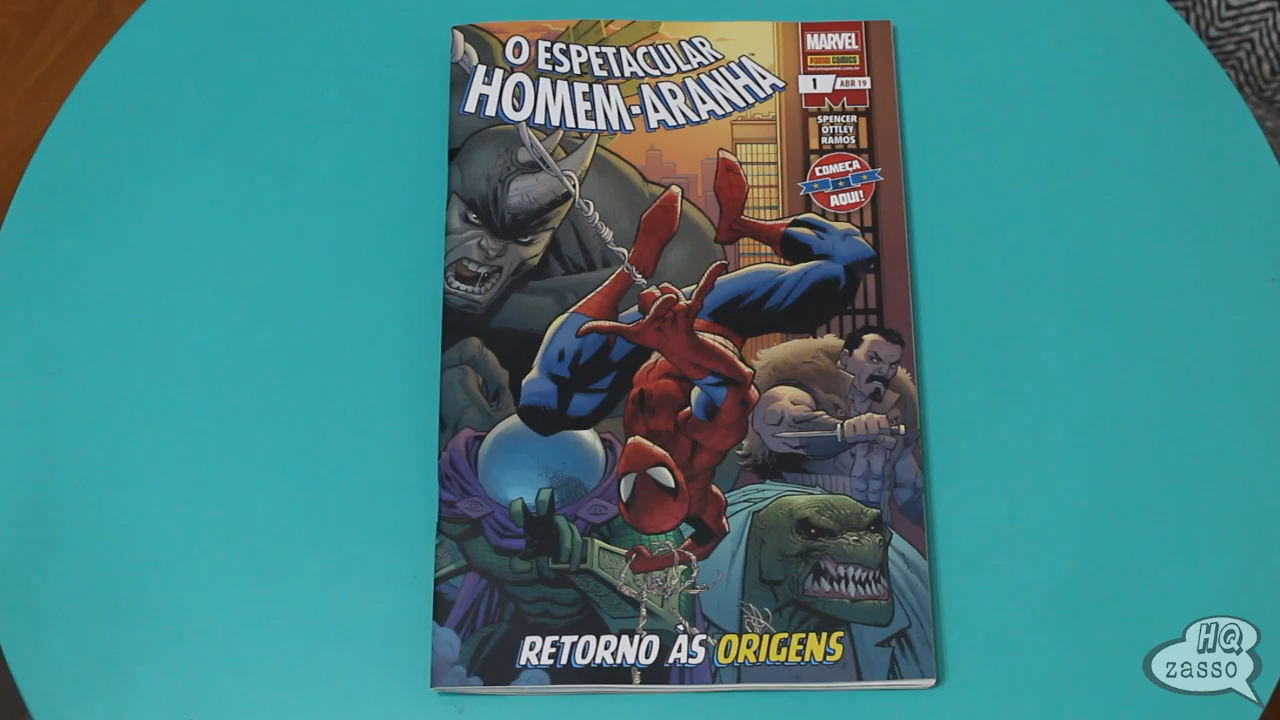 O ESPETACULAR
HOMEM-ARANHA
MARVEL
PANINI COMICS
1
ABR 19
SPENCER
OTTLEY
RAMOS
COMEÇA
AQUI!
RETORNO ÀS ORIGENS
HQ
zasso